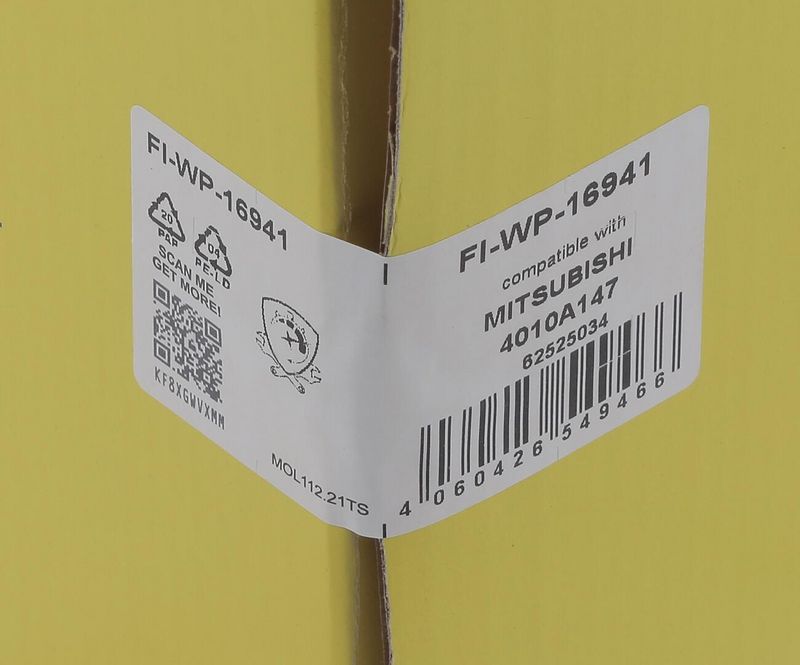 FI-WP-16941
20
PAP
04
PE-LD
SCAN ME
GET MORE!
KF8XGWVXMM
MOL112.21TS
FI-WP-16941
compatible with
MITSUBISHI
4010A147
62525034
4 060426 549466